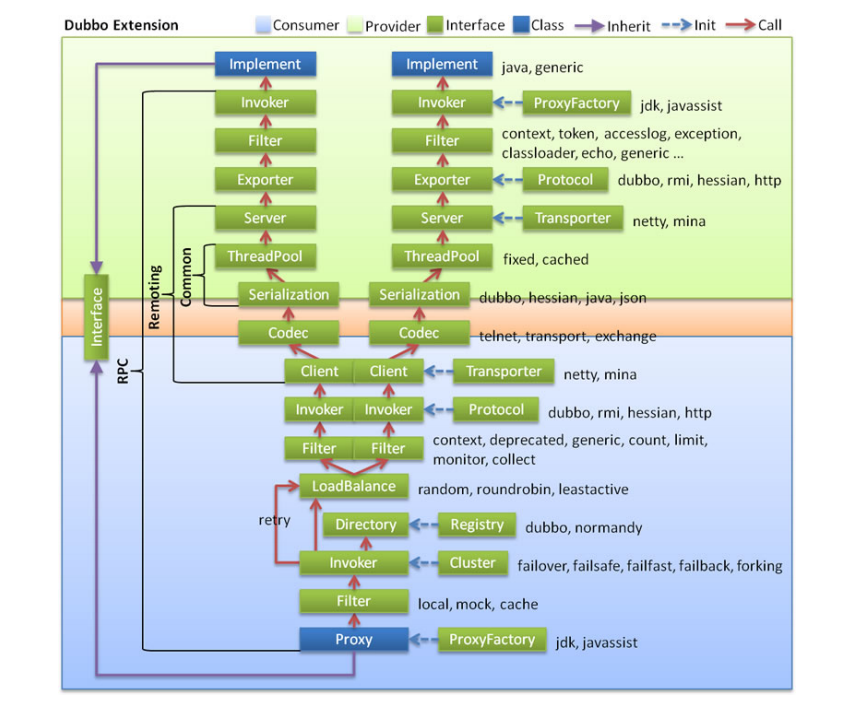 Dubbo Extension
Consumer
Provider
Interface
Class
Inherit
Init
Call
Implement
Implement
java, generic
Invoker
Invoker
ProxyFactory
jdk, javassist
Filter
Filter
context, token, accesslog, exception,
classloader, echo, generic ...
Exporter
Exporter
Protocol
dubbo, rmi, hessian, http
Server
Server
Transporter
netty, mina
ThreadPool
ThreadPool
fixed, cached
Common
Remoting
Interface
RPC
Serialization
Serialization
dubbo, hessian, java, json
Codec
Codec
telnet, transport, exchange
Client
Client
Transporter
netty, mina
Invoker
Invoker
Protocol
dubbo, rmi, hessian, http
Filter
Filter
context, deprecated, generic, count, limit,
monitor, collect
LoadBalance
random, roundrobin, leastactive
retry
Directory
Registry
dubbo, normandy
Invoker
Cluster
failover, failsafe, failfast, failback, forking
Filter
local, mock, cache
Proxy
ProxyFactory
jdk, javassist